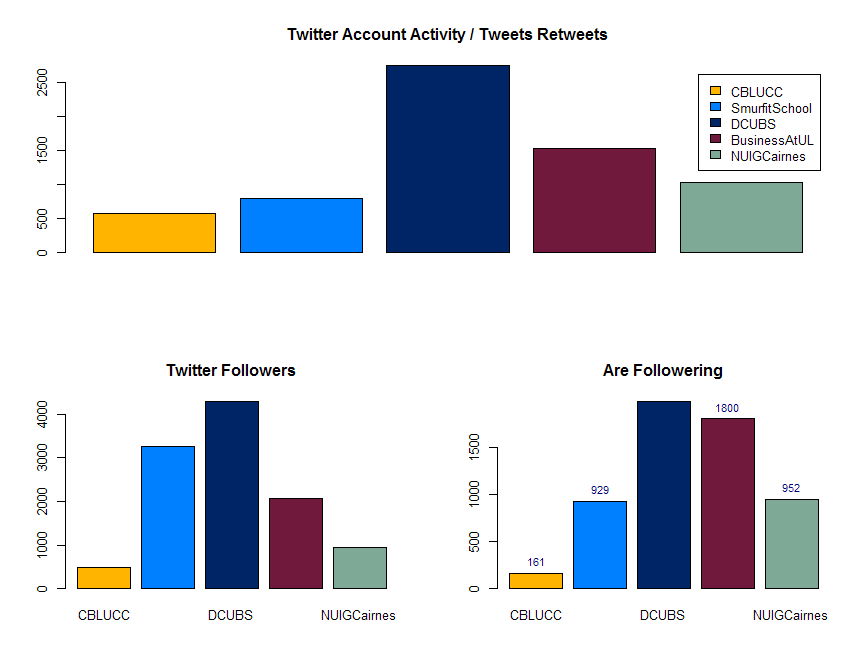 Twitter Account Activity / Tweets Retweets
2500
1500
500
0
CBLUCC
SmurfitSchool
DCUBS
BusinessAtUL
NUIGCairnes
Twitter Followers
4000
3000
2000
1000
0
CBLUCC
DCUBS
NUIGCairnes
Are Followering
1500
1000
500
0
161
929
1800
952
CBLUCC
DCUBS
NUIGCairnes